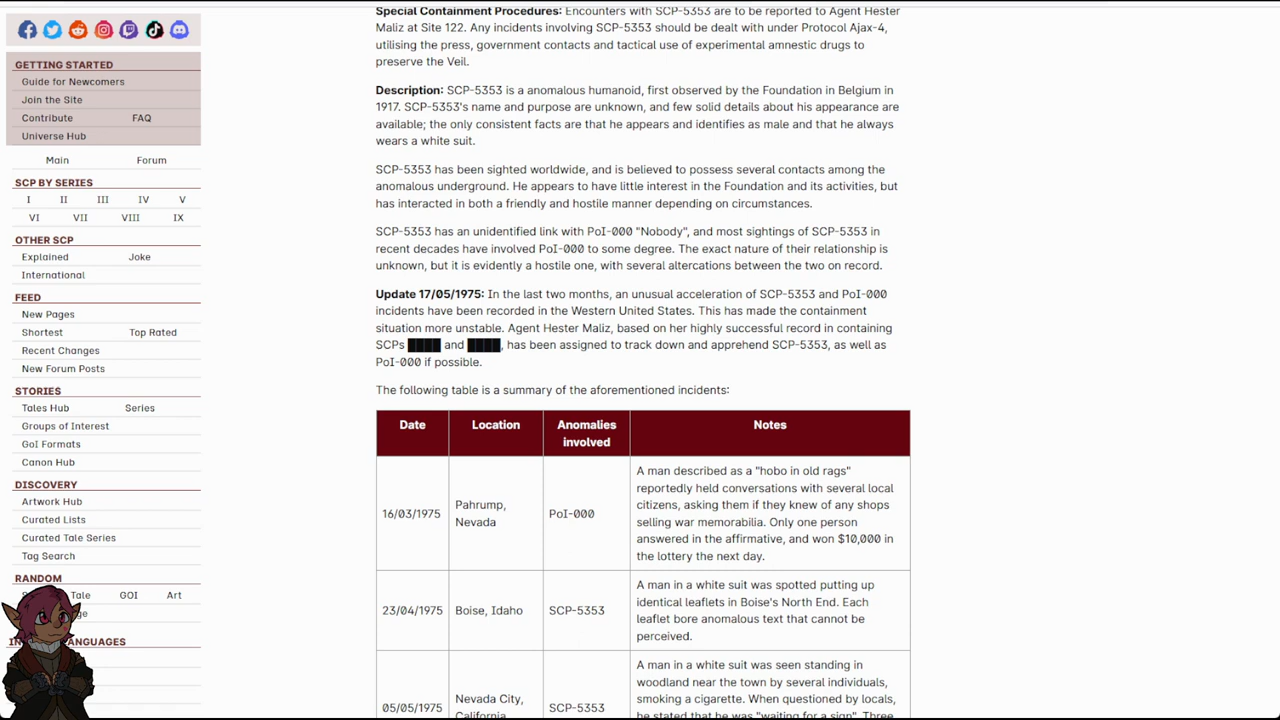 GETTING STARTED
Guide for Newcomers
Join the Site
Contribute FAQ
Universe Hub
Main Forum
SCP BY SERIES
I II III IV V
VI VII VIII IX
OTHER SCP
Explained Joke
International
FEED
New Pages
Shortest Top Rated
Recent Changes
New Forum Posts
STORIES
Tales Hub Series
Groups of Interest
GoI Formats
Canon Hub
DISCOVERY
Artwork Hub
Curated Lists
Curated Tale Series
Tag Search
RANDOM
Tale GOI Art
Special Containment Procedures: Encounters with SCP-5353 are to be reported to Agent Hester
Maliz at Site 122. Any incidents involving SCP-5353 should be dealt with under Protocol Ajax-4,
utilising the press, government contacts and tactical use of experimental amnestic drugs to
preserve the Veil.
Description: SCP-5353 is a anomalous humanoid, first observed by the Foundation in Belgium in
1917. SCP-5353's name and purpose are unknown, and few solid details about his appearance are
available; the only consistent facts are that he appears and identifies as male and that he always
wears a white suit.
SCP-5353 has been sighted worldwide, and is believed to possess several contacts among the
anomalous underground. He appears to have little interest in the Foundation and its activities, but
has interacted in both a friendly and hostile manner depending on circumstances.
SCP-5353 has an unidentified link with PoI-000 "Nobody", and most sightings of SCP-5353 in
recent decades have involved PoI-000 to some degree. The exact nature of their relationship is
unknown, but it is evidently a hostile one, with several altercations between the two on record.
Update 17/05/1975: In the last two months, an unusual acceleration of SCP-5353 and PoI-000
incidents have been recorded in the Western United States. This has made the containment
situation more unstable. Agent Hester Maliz, based on her highly successful record in containing
SCPs ████ and ████, has been assigned to track down and apprehend SCP-5353, as well as
PoI-000 if possible.
The following table is a summary of the aforementioned incidents:
Date Location Anomalies involved Notes
16/03/1975
Pahrump,
Nevada
PoI-000
A man described as a "hobo in old rags"
reportedly held conversations with several local
citizens, asking them if they knew of any shops
selling war memorabilia. Only one person
answered in the affirmative, and won $10,000 in
the lottery the next day.
23/04/1975
Boise, Idaho
SCP-5353
A man in a white suit was spotted putting up
identical leaflets in Boise's North End. Each
leaflet bore anomalous text that cannot be
perceived.
05/05/1975
Nevada City,
California
SCP-5353
A man in a white suit was seen standing in
woodland near the town by several individuals,
smoking a cigarette. When questioned by locals,
he stated that he was "waiting for a sign". Three